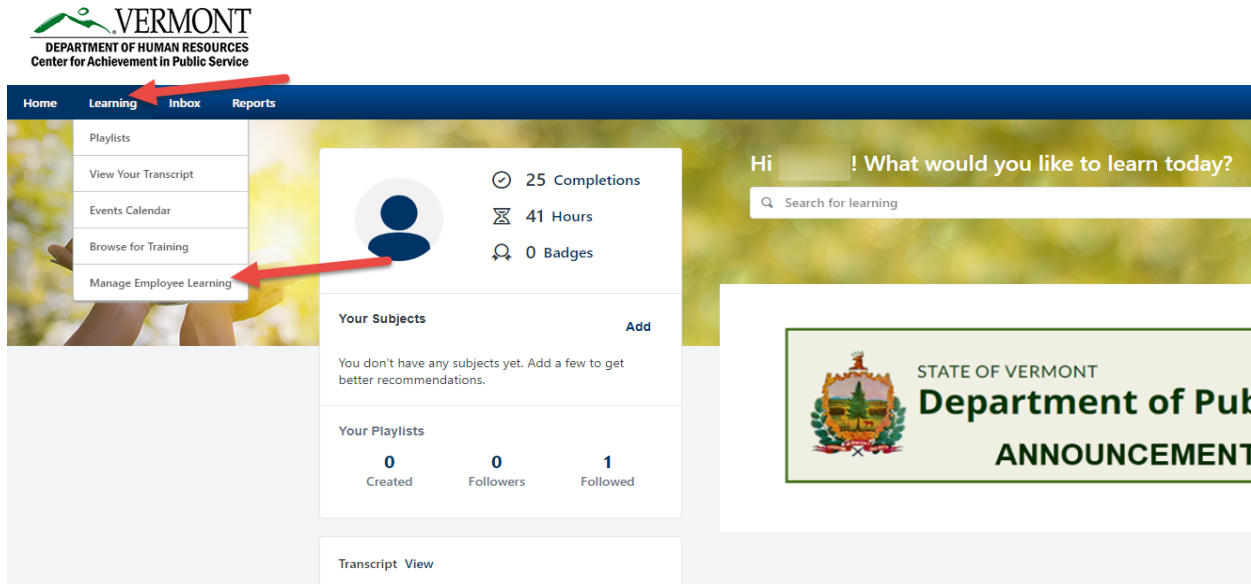 VERMONT
DEPARTMENT OF HUMAN RESOURCES
Center for Achievement in Public Service
Home Learning Inbox Reports
Playlists
View Your Transcript
Events Calendar
Browse for Training
Manage Employee Learning
25 Completions
41 Hours
0 Badges
Your Subjects
Add
You don't have any subjects yet. Add a few to get
better recommendations.
Your Playlists
0 0 1
Created Followers Followed
Transcript View
Hi ! What would you like to learn today?
Search for learning
STATE OF VERMONT
Department of Pub
ANNOUNCEMENT